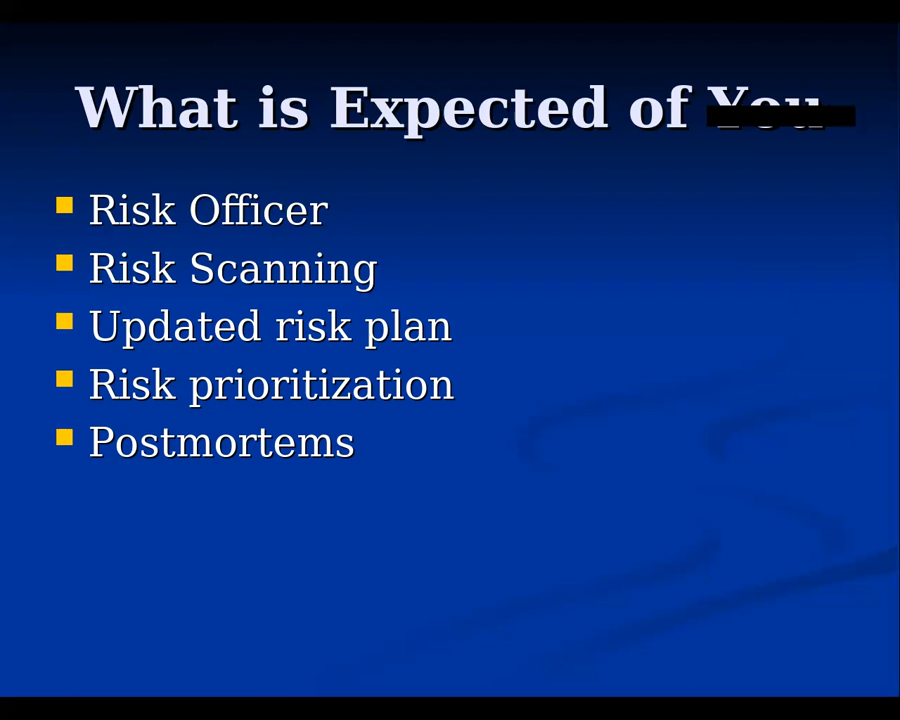 What is Expected of You
Risk Officer
Risk Scanning
Updated risk plan
Risk prioritization
Postmortems